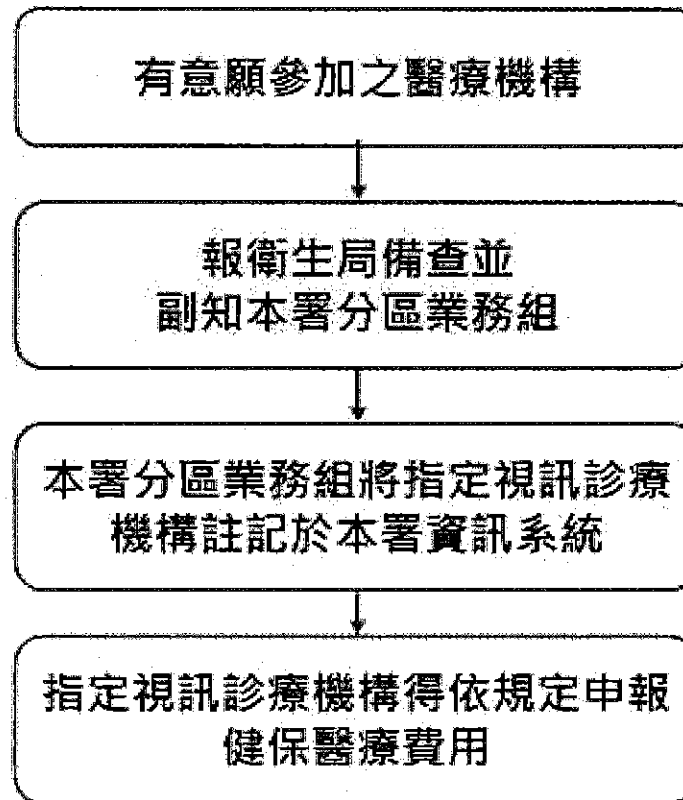 有意願參加之醫療機構
報衛生局備查並
副知本署分區業務組
本署分區業務組將指定視訊診療
機構註記於本署資訊系統
指定視訊診療機構得依規定申報
健保醫療費用